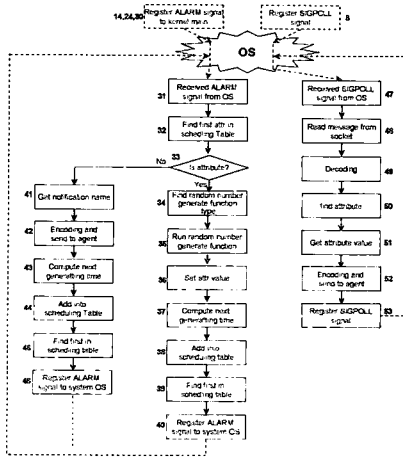 14,24,30
Register ALARM signal
to kernel main
Register SIGPOLL
signal
8
OS
31
Received ALARM
signal from OS
32
Find first attr in
scheduling Table
33
Is attribute?
No
Yes
34
Find random number
generate function
type
35
Run random number
generate function
36
Set attr value
37
Compute next
generatting time
38
Add into
scheduling table
39
Find first in
scheduling table
40
Register ALARM
signal to system OS
41
Get notification name
42
Encoding and
send to agent
43
Compute next
generatting time
44
Add into
scheduling Table
45
Find first in
scheduling table
46
Register ALARM
signal to system OS
Received SIGPOLL
signal from OS
47
Read message from
socket
48
Decoding
49
find attribute
50
Get attribute value
51
Encoding and
send to agent
52
Register SIGPOLL
signal
53